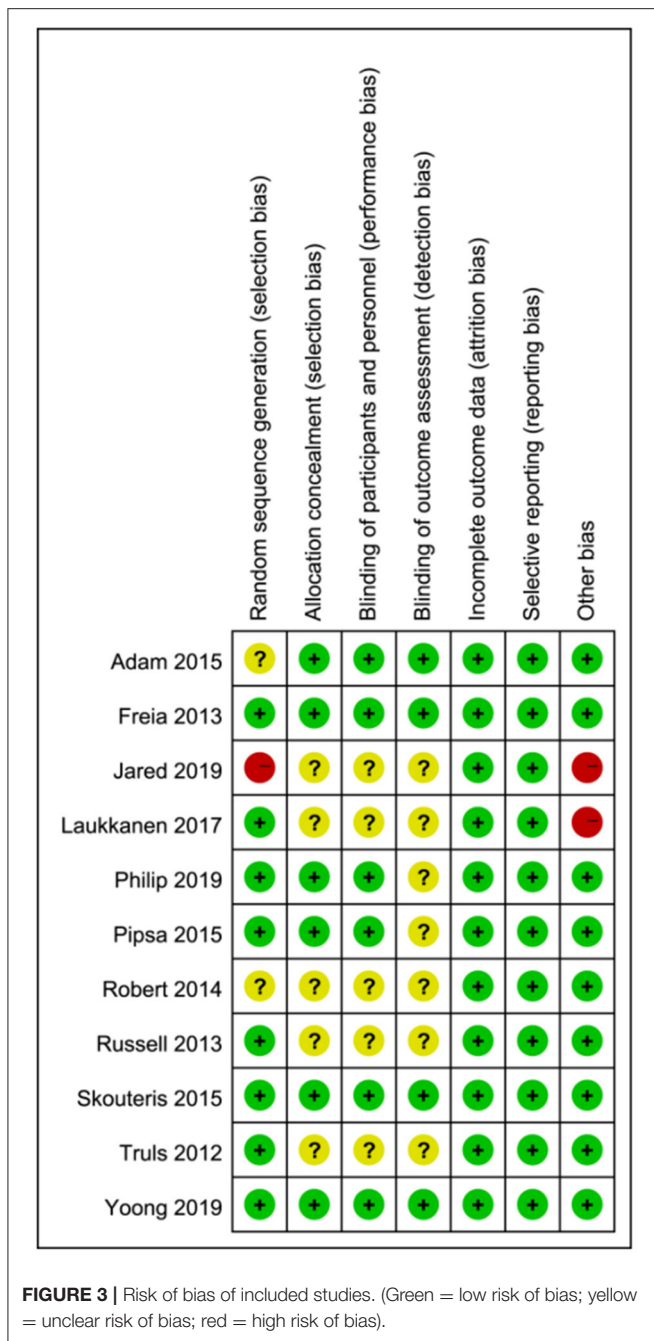 Random sequence generation (selection bias)
Allocation concealment (selection bias)
Blinding of participants and personnel (performance bias)
Blinding of outcome assessment (detection bias)
Incomplete outcome data (attrition bias)
Selective reporting (reporting bias)
Other bias
Adam 2015 ? + + + + + +
Freia 2013 + + + + + + +
Jared 2019 - ? ? ? + + -
Laukkanen 2017 + ? ? ? + + -
Philip 2019 + + + ? + + +
Pipsa 2015 + + + ? + + +
Robert 2014 ? ? ? ? + + +
Russell 2013 + ? ? ? + + +
Skouteris 2015 + + + + + + +
Truls 2012 + ? ? ? + + +
Yoong 2019 + + + + + + +
FIGURE 3 | Risk of bias of included studies. (Green = low risk of bias; yellow
= unclear risk of bias; red = high risk of bias).